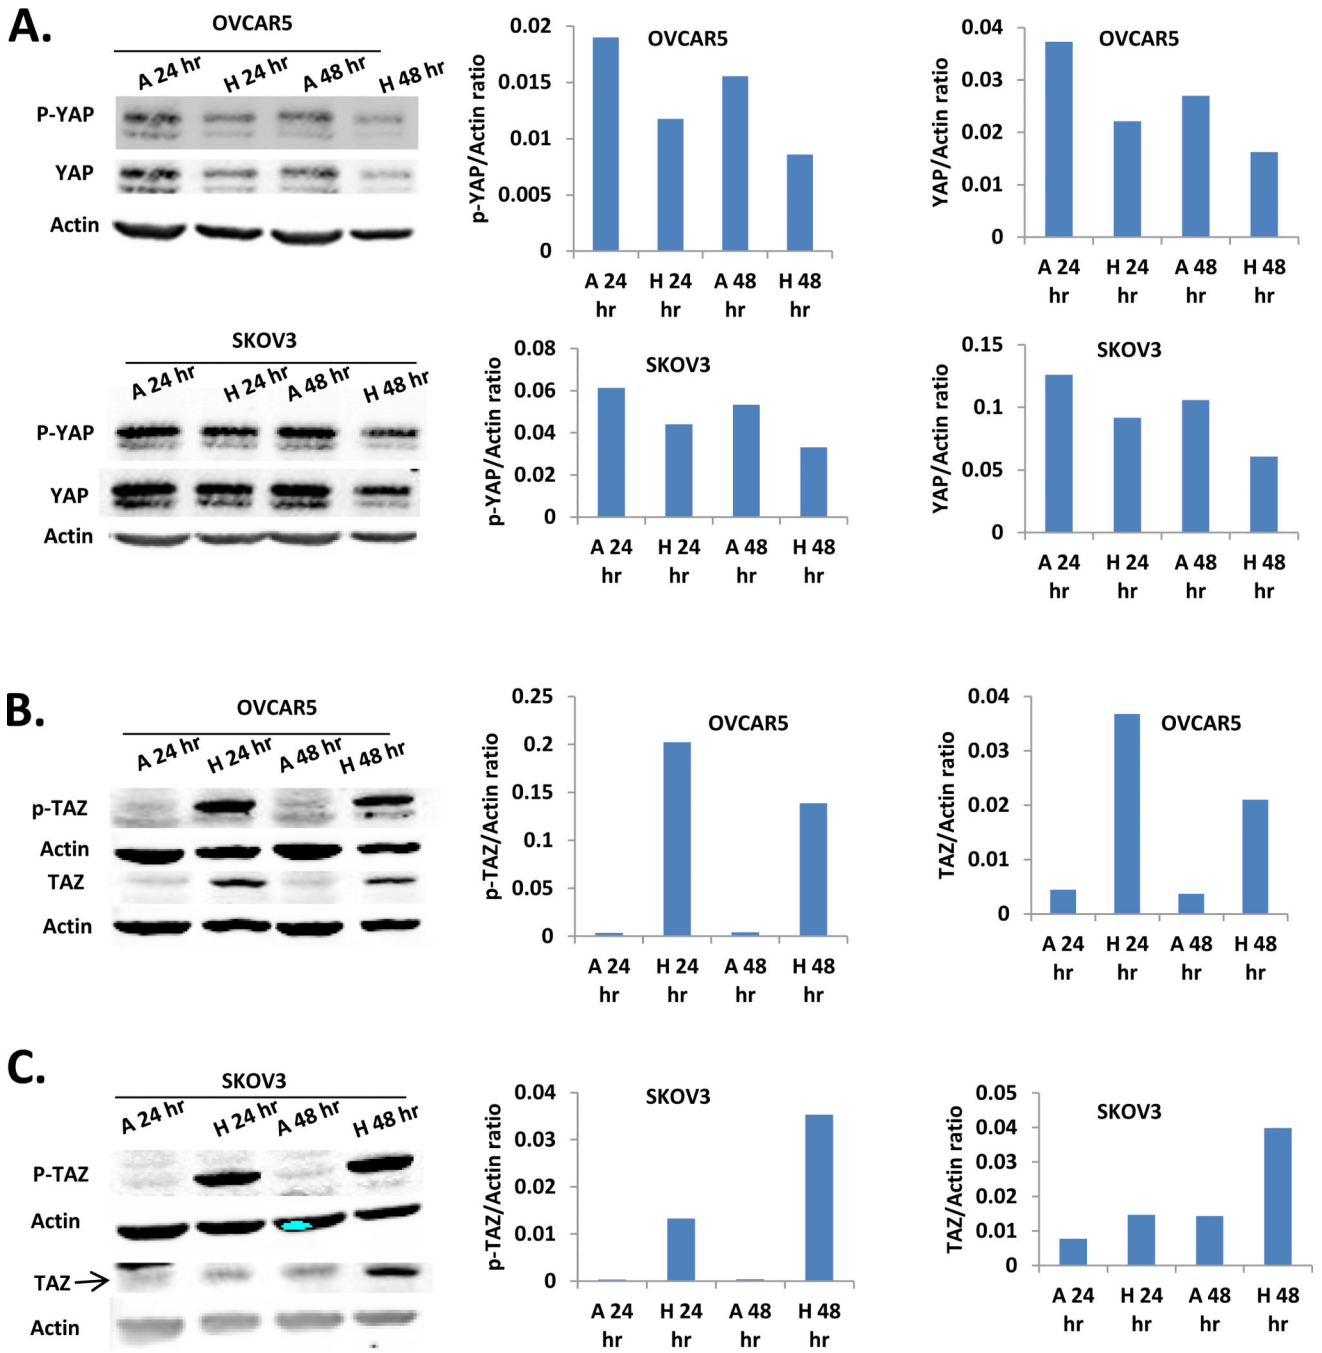 A.
OVCAR5
A 24 hr H 24 hr A 48 hr H 48 hr
P-YAP
YAP
Actin
p-YAP/Actin ratio
0.02
0.015
0.01
0.005
0
OVCAR5
A 24 H 24 A 48 H 48
hr hr hr hr
YAP/Actin ratio
0.04
0.03
0.02
0.01
0
OVCAR5
A 24 H 24 A 48 H 48
hr hr hr hr
SKOV3
A 24 hr H 24 hr A 48 hr H 48 hr
P-YAP
YAP
Actin
p-YAP/Actin ratio
0.08
0.06
0.04
0.02
0
SKOV3
A 24 H 24 A 48 H 48
hr hr hr hr
YAP/Actin ratio
0.15
0.1
0.05
0
SKOV3
A 24 H 24 A 48 H 48
hr hr hr hr
B.
OVCAR5
A 24 hr H 24 hr A 48 hr H 48 hr
p-TAZ
Actin
TAZ
Actin
p-TAZ/Actin ratio
0.25
0.2
0.15
0.1
0.05
0
OVCAR5
A 24 H 24 A 48 H 48
hr hr hr hr
TAZ/Actin ratio
0.04
0.03
0.02
0.01
0
OVCAR5
A 24 H 24 A 48 H 48
hr hr hr hr
C.
SKOV3
A 24 hr H 24 hr A 48 hr H 48 hr
P-TAZ
Actin
TAZ
Actin
p-TAZ/Actin ratio
0.04
0.03
0.02
0.01
0
SKOV3
A 24 H 24 A 48 H 48
hr hr hr hr
TAZ/Actin ratio
0.05
0.04
0.03
0.02
0.01
0
SKOV3
A 24 H 24 A 48 H 48
hr hr hr hr